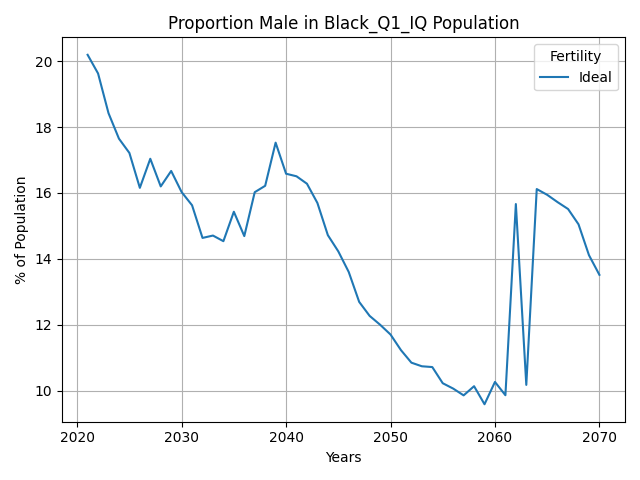 Proportion Male in Black_Q1_IQ Population
Fertility
Ideal
% of Population
20
18
16
14
12
10
2020 2030 2040 2050 2060 2070
Years